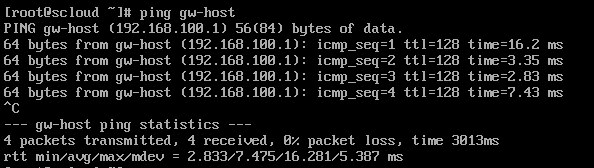 [root@scloud ~]# ping gw-host
PING gw-host (192.168.100.1) 56(84) bytes of data.
64 bytes from gw-host (192.168.100.1): icmp_seq=1 ttl=128 time=16.2 ms
64 bytes from gw-host (192.168.100.1): icmp_seq=2 ttl=128 time=3.35 ms
64 bytes from gw-host (192.168.100.1): icmp_seq=3 ttl=128 time=2.83 ms
64 bytes from gw-host (192.168.100.1): icmp_seq=4 ttl=128 time=7.43 ms
^C
--- gw-host ping statistics ---
4 packets transmitted, 4 received, 0% packet loss, time 3013ms
rtt min/avg/max/mdev = 2.833/7.475/16.281/5.387 ms